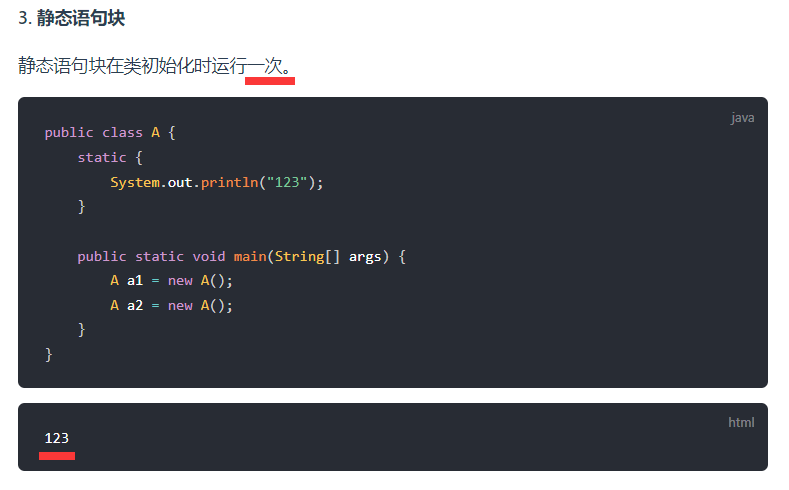 3. 静态语句块
静态语句块在类初始化时运行一次。
java
public class A {
    static {
        System.out.println("123");
    }

    public static void main(String[] args) {
        A a1 = new A();
        A a2 = new A();
    }
}
html
123